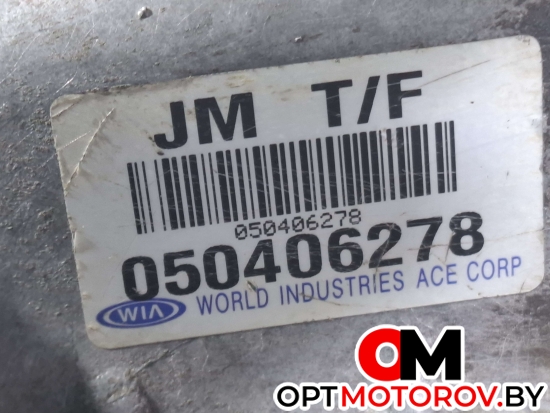 JM T/F
050406278
050406278
WIA WORLD INDUSTRIES ACE CORP
OM
OPTMOTOROV.BY